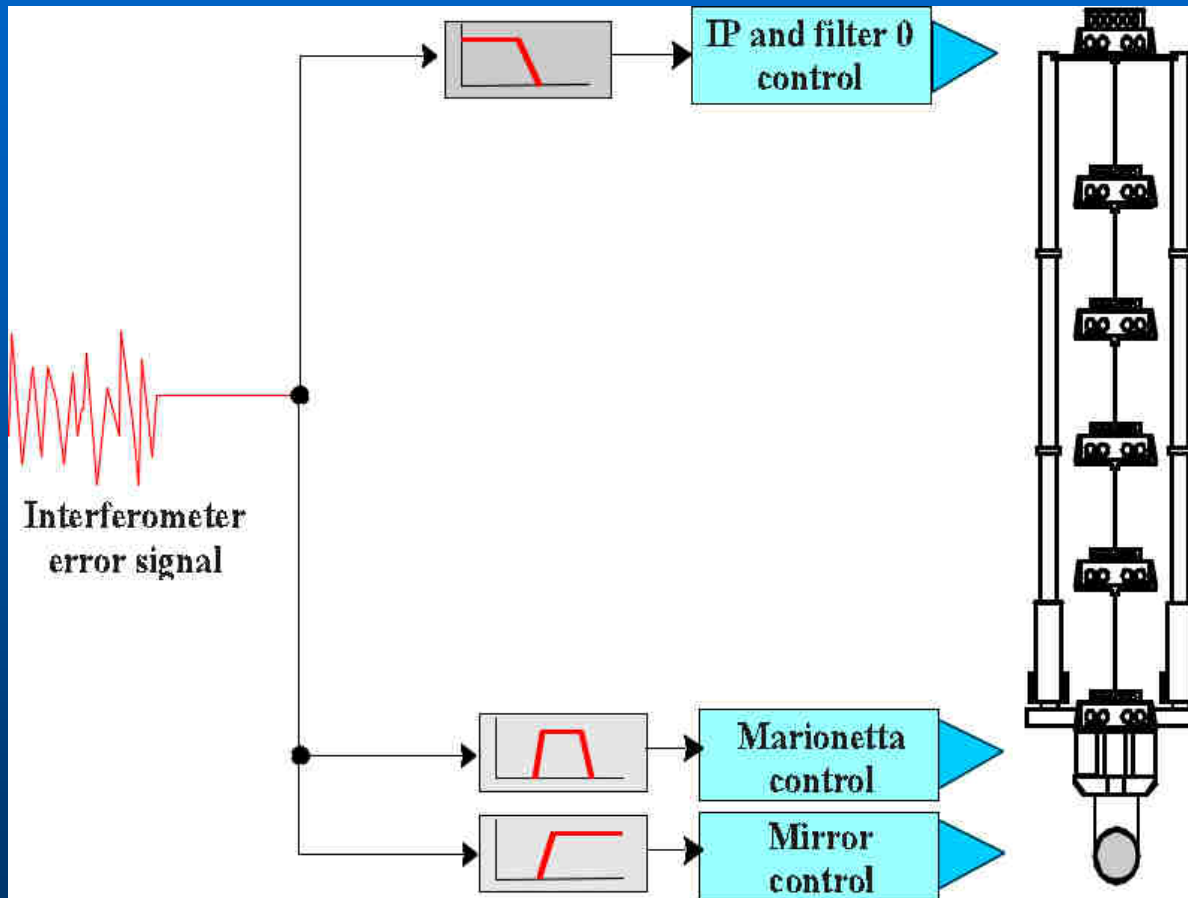 IP and filter 0
control
Interferometer
error signal
Marionetta
control
Mirror
control